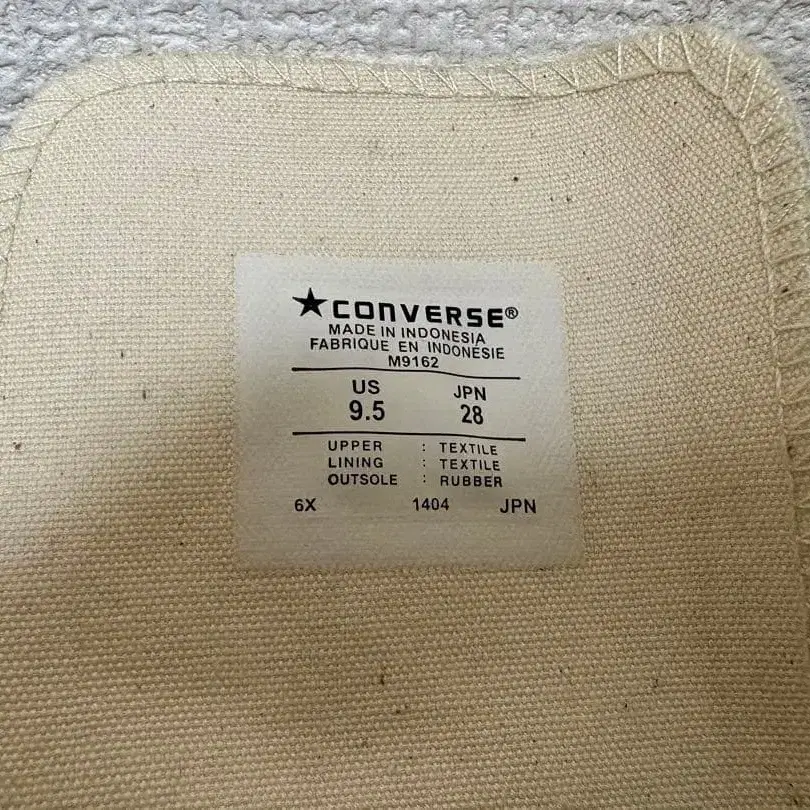 ★CONVERSE®
MADE IN INDONESIA
FABRIQUE EN INDONÉSIE
M9162
US JPN
9.5 28
UPPER : TEXTILE
LINING : TEXTILE
OUTSOLE : RUBBER
6X 1404 JPN